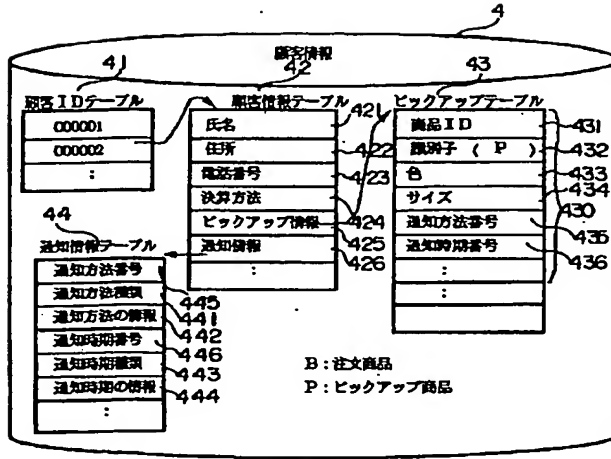 4
顧客情報
41
42
43
顧客IDテーブル
000001
000002
:
顧客情報テーブル
421
氏名
422
住所
423
電話番号
決算方法
424
ピックアップ情報
425
通知情報
426
:
ピックアップテーブル
商品ID
431
識別子 ( P )
432
色
433
サイズ
434
430
通知方法番号
435
通知時期番号
436
:
:
44
通知情報テーブル
通知方法番号
445
通知方法種類
441
通知方法の情報
442
通知時期番号
446
通知時期種類
443
通知時期の情報
444
:
B:注文商品
P:ピックアップ商品